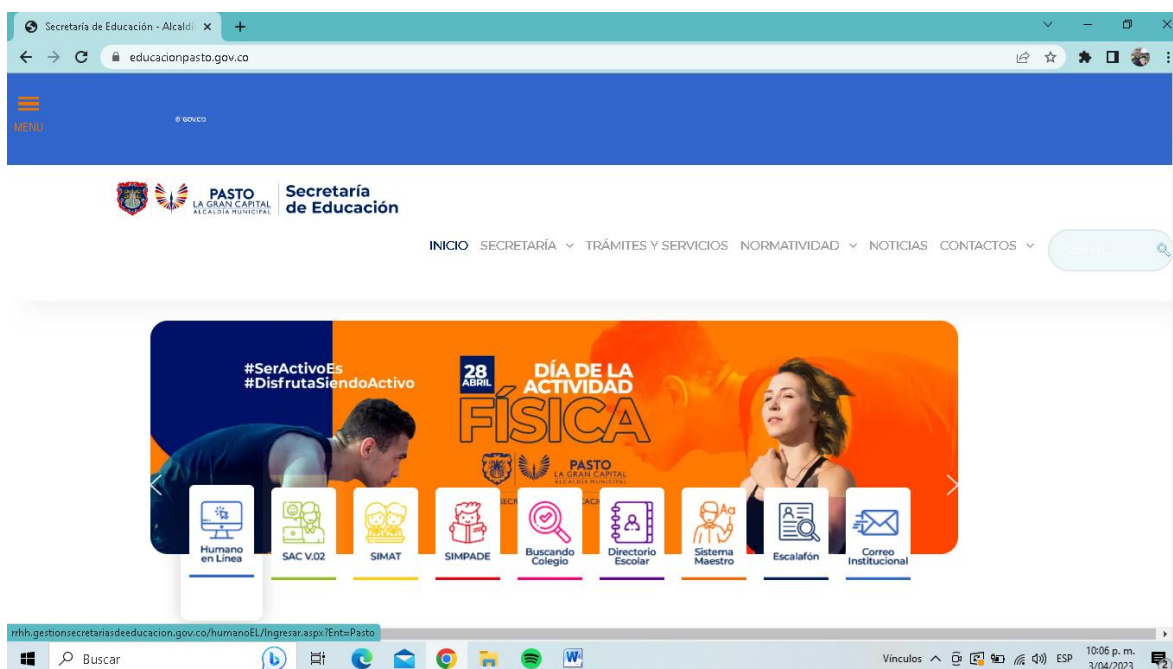 Secretaría de Educación - Alcaldí
educacionpasto.gov.co
MENU
GOV.CO
PASTO
LA GRAN CAPITAL
ALCALDÍA MUNICIPAL
Secretaría
de Educación
INICIO SECRETARÍA TRÁMITES Y SERVICIOS NORMATIVIDAD NOTICIAS CONTACTOS
#SerActivoEs
#DisfrutaSiendoActivo
28
ABRIL
DÍA DE LA
ACTIVIDAD
FÍSICA
PASTO
LA GRAN CAPITAL
ALCALDÍA MUNICIPAL
Humano
en Línea
SAC V.02
SIMAT
SIMPADE
Buscando
Colegio
Directorio
Escolar
Aa
Sistema
Maestro
Escalafón
Correo
Institucional
rrhh.gestionsecretariasdeeducacion.gov.co/humanoEL/Ingresar.aspx?Ent=Pasto
Buscar
Vínculos
ESP
10:06 p. m.
3/04/2023